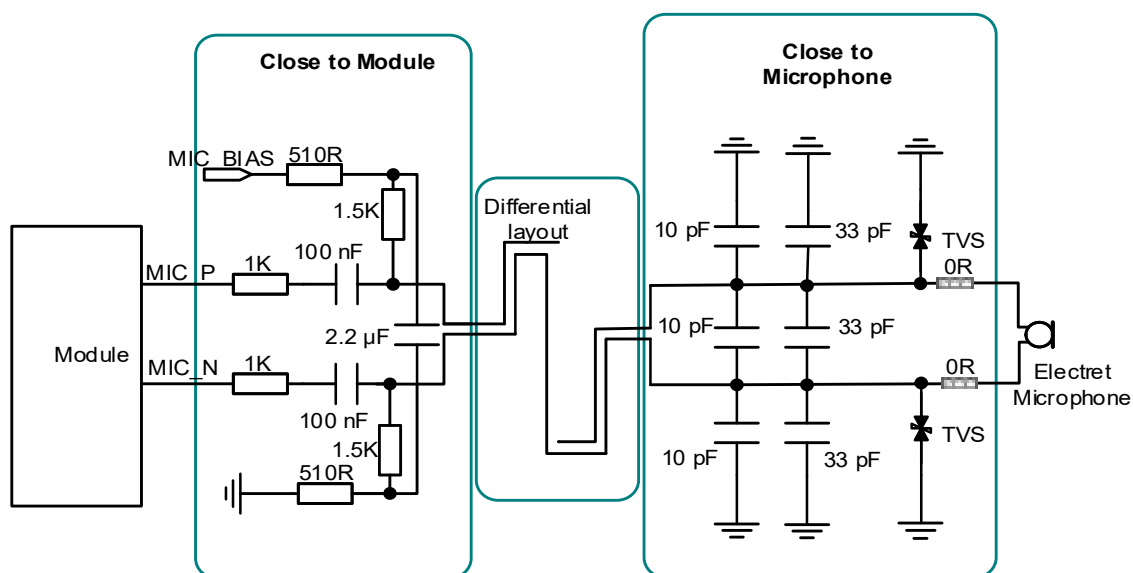 Close to Module
Close to
Microphone
MIC_BIAS
510R
1.5K
Differential
layout
10 pF
33 pF
TVS
100 nF
0R
MIC_P
1K
2.2 µF
10 pF
33 pF
Module
MIC_N
1K
0R
Electret
Microphone
100 nF
1.5K
TVS
10 pF
33 pF
510R